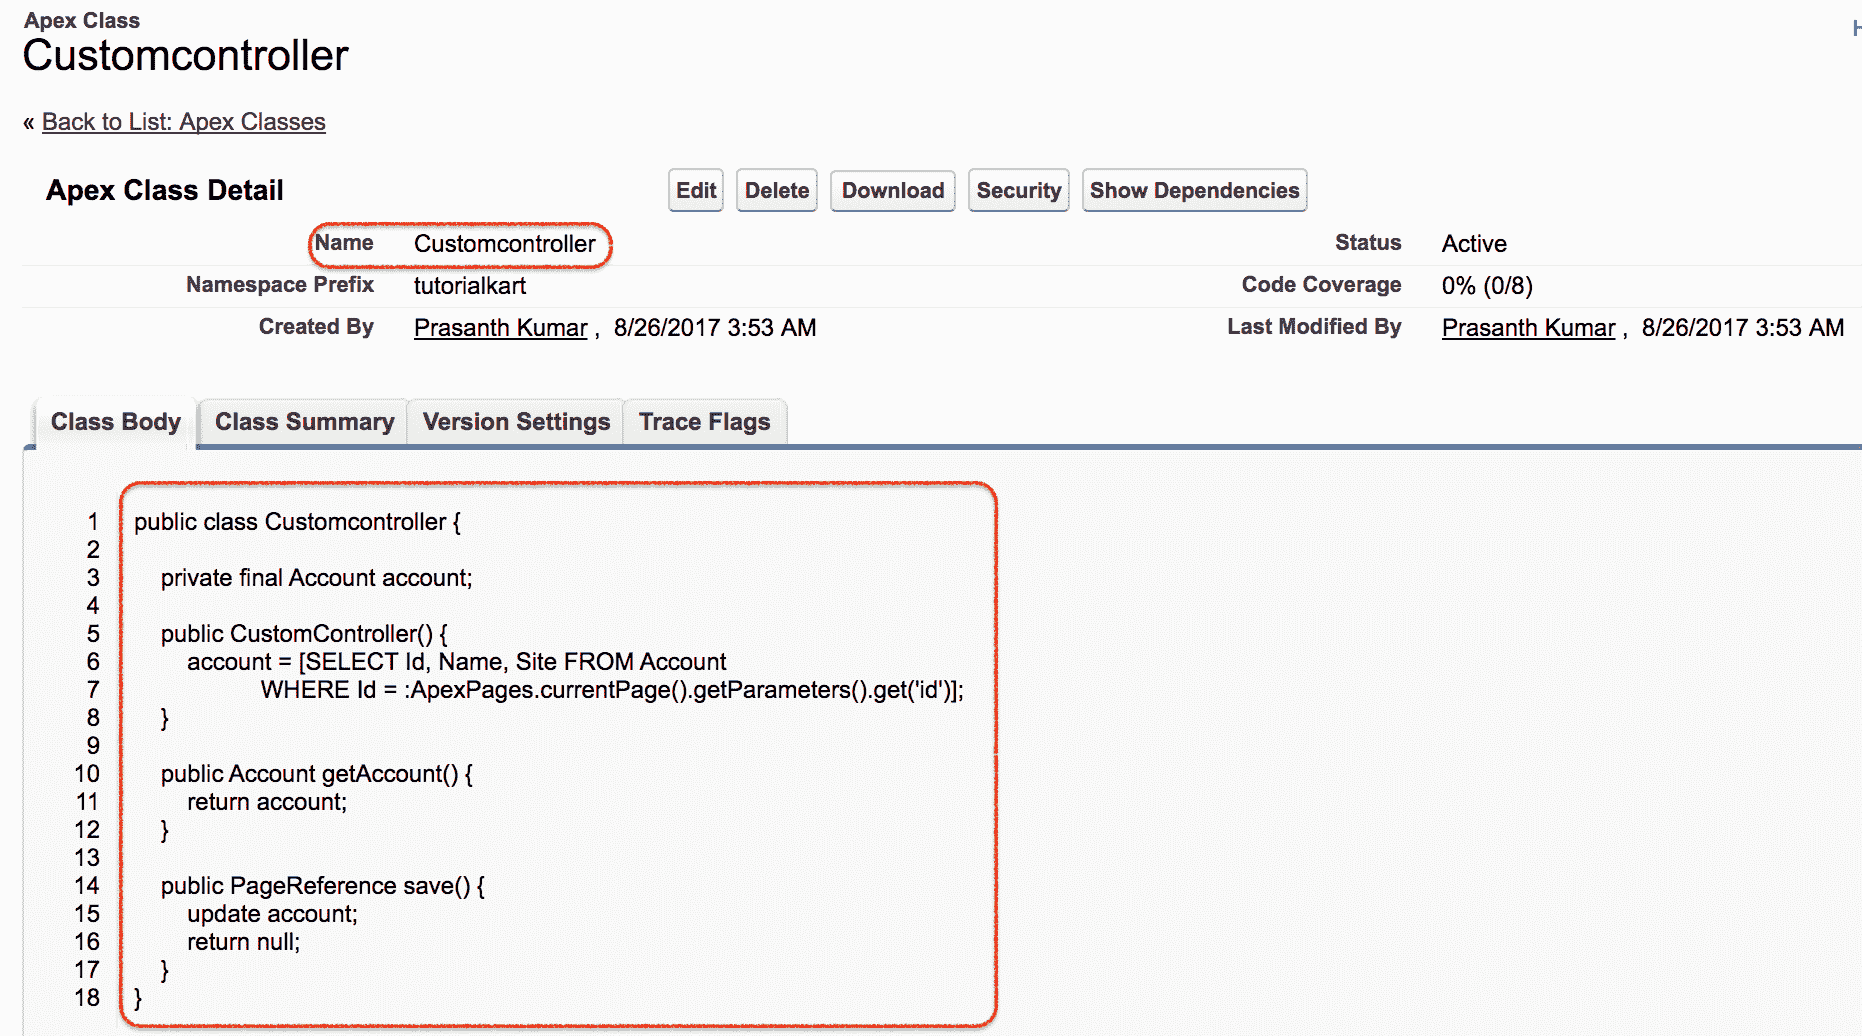 Apex Class
Customcontroller
« Back to List: Apex Classes
Apex Class Detail Edit Delete Download Security Show Dependencies
Name Customcontroller Status Active
Namespace Prefix tutorialkart Code Coverage 0% (0/8)
Created By Prasanth Kumar , 8/26/2017 3:53 AM Last Modified By Prasanth Kumar , 8/26/2017 3:53 AM
Class Body Class Summary Version Settings Trace Flags
1 public class Customcontroller {
2
3 private final Account account;
4
5 public CustomController() {
6 account = [SELECT Id, Name, Site FROM Account
7 WHERE Id = :ApexPages.currentPage().getParameters().get('id')];
8 }
9
10 public Account getAccount() {
11 return account;
12 }
13
14 public PageReference save() {
15 update account;
16 return null;
17 }
18 }